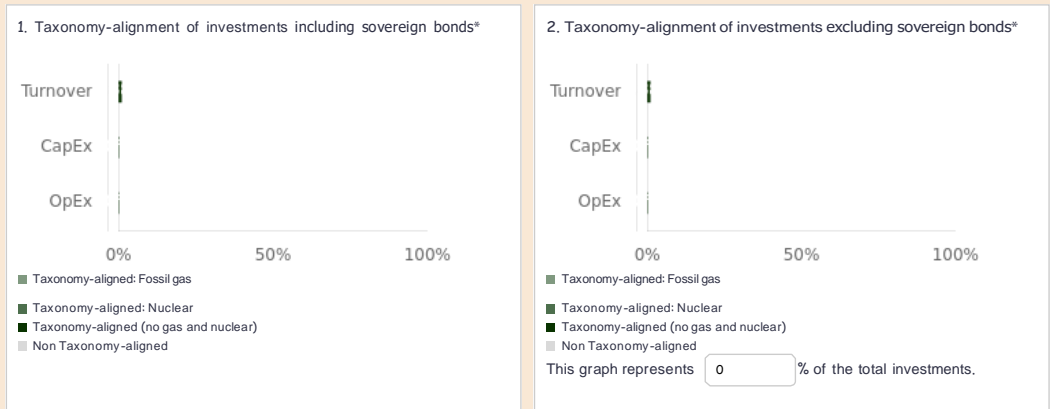 1. Taxonomy-alignment of investments including sovereign bonds*
Turnover
CapEx
OpEx
0% 50% 100%
Taxonomy-aligned: Fossil gas
Taxonomy-aligned: Nuclear
Taxonomy-aligned (no gas and nuclear)
Non Taxonomy-aligned
2. Taxonomy-alignment of investments excluding sovereign bonds*
Turnover
CapEx
OpEx
0% 50% 100%
Taxonomy-aligned: Fossil gas
Taxonomy-aligned: Nuclear
Taxonomy-aligned (no gas and nuclear)
Non Taxonomy-aligned
This graph represents 0 % of the total investments.